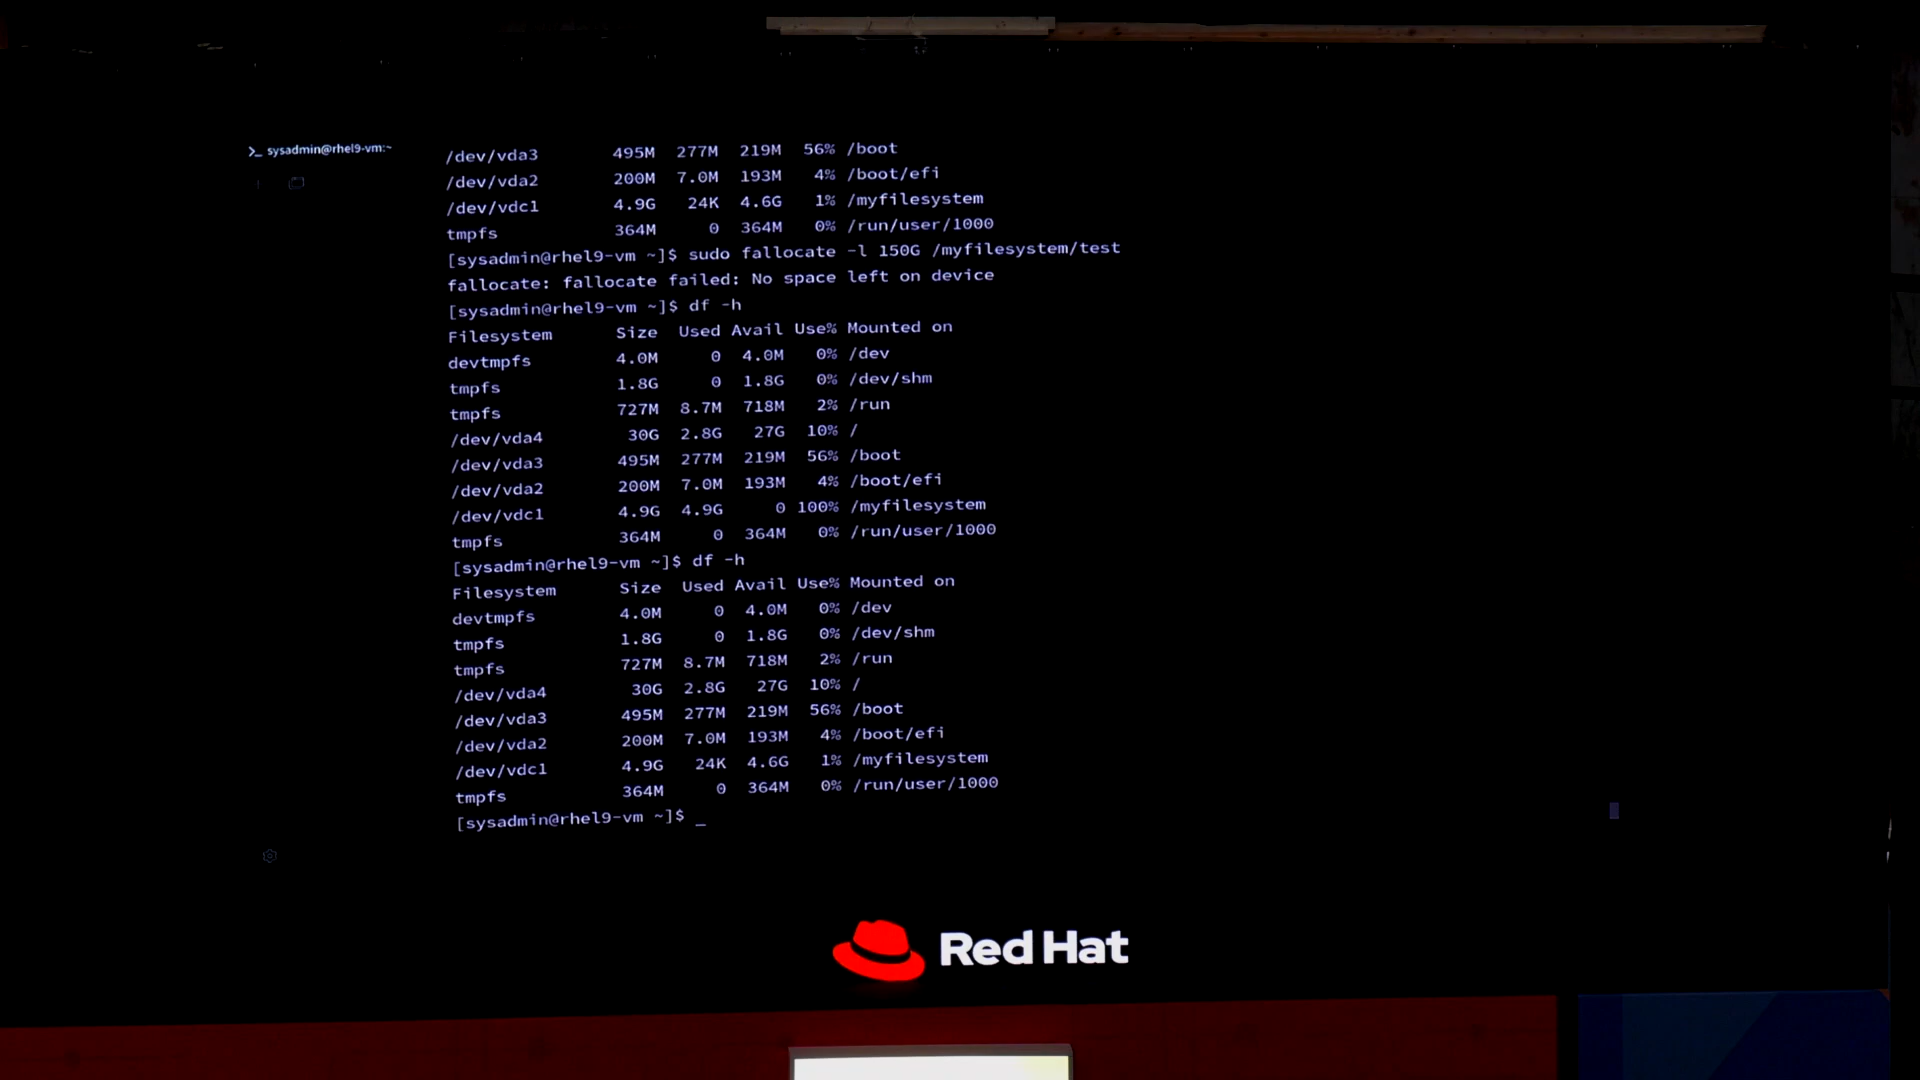 >_ sysadmin@rhel9-vm:~
/dev/vda3 495M 277M 219M 56% /boot
/dev/vda2 200M 7.0M 193M 4% /boot/efi
/dev/vdc1 4.9G 24K 4.6G 1% /myfilesystem
tmpfs 364M 0 364M 0% /run/user/1000
[sysadmin@rhel9-vm ~]$ sudo fallocate -l 150G /myfilesystem/test
fallocate: fallocate failed: No space left on device
[sysadmin@rhel9-vm ~]$ df -h
Filesystem Size Used Avail Use% Mounted on
devtmpfs 4.0M 0 4.0M 0% /dev
tmpfs 1.8G 0 1.8G 0% /dev/shm
tmpfs 727M 8.7M 718M 2% /run
/dev/vda4 30G 2.8G 27G 10% /
/dev/vda3 495M 277M 219M 56% /boot
/dev/vda2 200M 7.0M 193M 4% /boot/efi
/dev/vdc1 4.9G 4.9G 0 100% /myfilesystem
tmpfs 364M 0 364M 0% /run/user/1000
[sysadmin@rhel9-vm ~]$ df -h
Filesystem Size Used Avail Use% Mounted on
devtmpfs 4.0M 0 4.0M 0% /dev
tmpfs 1.8G 0 1.8G 0% /dev/shm
tmpfs 727M 8.7M 718M 2% /run
/dev/vda4 30G 2.8G 27G 10% /
/dev/vda3 495M 277M 219M 56% /boot
/dev/vda2 200M 7.0M 193M 4% /boot/efi
/dev/vdc1 4.9G 24K 4.6G 1% /myfilesystem
tmpfs 364M 0 364M 0% /run/user/1000
[sysadmin@rhel9-vm ~]$ _
Red Hat